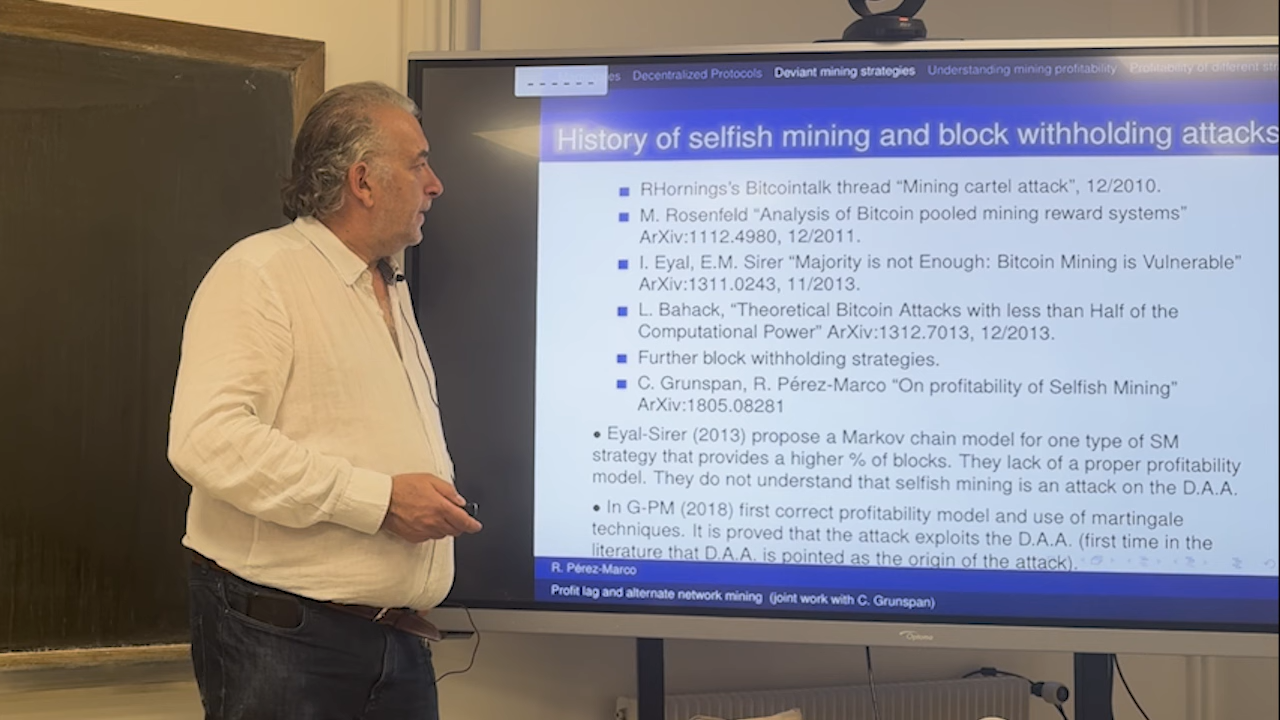 es Decentralized Protocols Deviant mining strategies Understanding mining profitability Profitability of different str
History of selfish mining and block withholding attacks
RHornings's Bitcointalk thread “Mining cartel attack”, 12/2010.
M. Rosenfeld “Analysis of Bitcoin pooled mining reward systems”
ArXiv:1112.4980, 12/2011.
I. Eyal, E.M. Sirer “Majority is not Enough: Bitcoin Mining is Vulnerable”
ArXiv:1311.0243, 11/2013.
L. Bahack, “Theoretical Bitcoin Attacks with less than Half of the
Computational Power” ArXiv:1312.7013, 12/2013.
Further block withholding strategies.
C. Grunspan, R. Pérez-Marco “On profitability of Selfish Mining”
ArXiv:1805.08281
• Eyal-Sirer (2013) propose a Markov chain model for one type of SM
strategy that provides a higher % of blocks. They lack of a proper profitability
model. They do not understand that selfish mining is an attack on the D.A.A.
• In G-PM (2018) first correct profitability model and use of martingale
techniques. It is proved that the attack exploits the D.A.A. (first time in the
literature that D.A.A. is pointed as the origin of the attack).
R. Pérez-Marco
Profit lag and alternate network mining (joint work with C. Grunspan)
Optoma